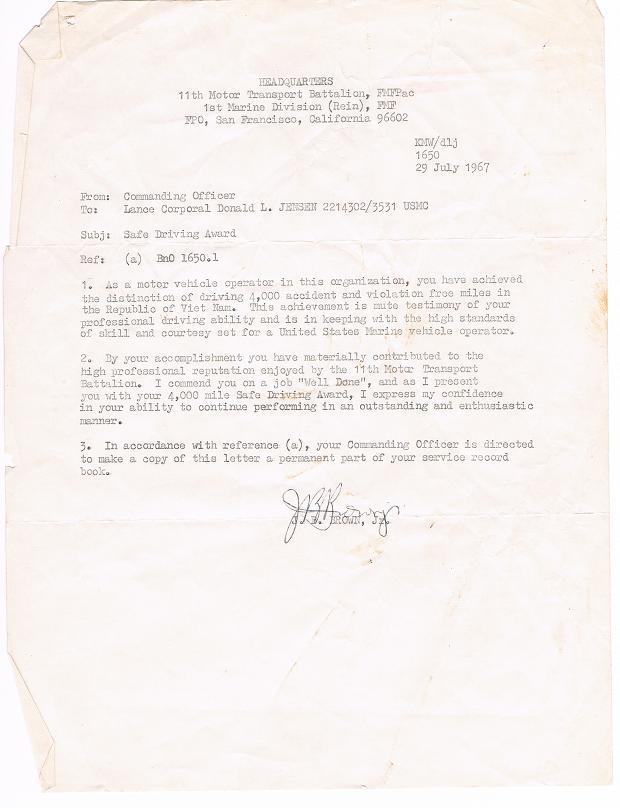 HEADQUARTERS
11th Motor Transport Battalion, FMFPac
1st Marine Division (Rein), FMF
FPO, San Francisco, California 96602
KMW/dlj
1650
29 July 1967
From: Commanding Officer
To: Lance Corporal Donald L. JENSEN 2214302/3531 USMC
Subj: Safe Driving Award
Ref: (a) BnO 1650.1
1. As a motor vehicle operator in this organization, you have achieved
the distinction of driving 4,000 accident and violation free miles in
the Republic of Viet Nam. This achievement is mute testimony of your
professional driving ability and is in keeping with the high standards
of skill and courtesy set for a United States Marine vehicle operator.
2. By your accomplishment you have materially contributed to the
high professional reputation enjoyed by the 11th Motor Transport
Battalion. I commend you on a job "Well Done", and as I present
you with your 4,000 mile Safe Driving Award, I express my confidence
in your ability to continue performing in an outstanding and enthusiastic
manner.
3. In accordance with reference (a), your Commanding Officer is directed
to make a copy of this letter a permanent part of your service record
book.
BROWN, Jr.